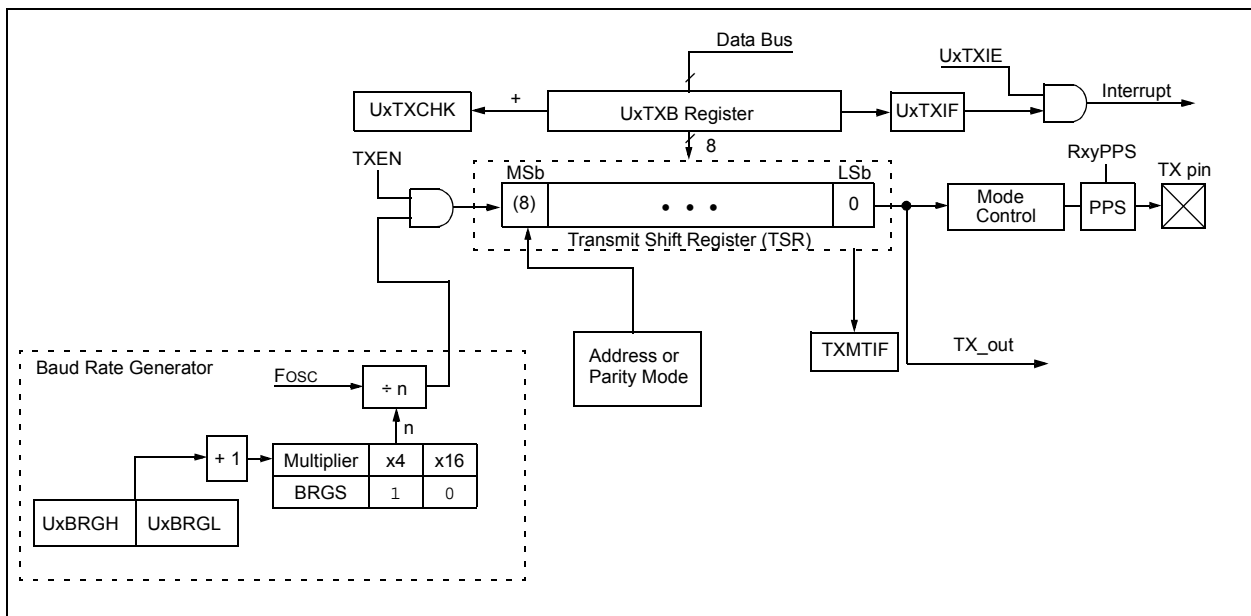 Data Bus
UxTXIE
Interrupt
UxTXCHK
+
UxTXB Register
UxTXIF
8
TXEN
MSb
LSb
RxyPPS
TX pin
(8)
• • •
0
Mode
Control
PPS
Transmit Shift Register (TSR)
Address or
Parity Mode
TXMTIF
TX_out
Baud Rate Generator
FOSC
÷ n
n
+ 1
Multiplier x4 x16
BRGS 1 0
UxBRGH UxBRGL